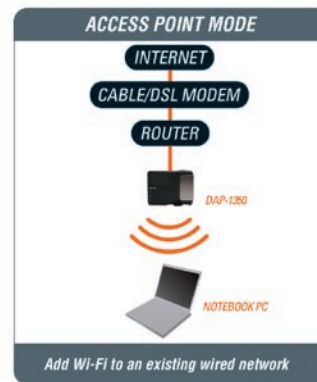 ACCESS POINT MODE
INTERNET
CABLE/DSL MODEM
ROUTER
DAP-1350
NOTEBOOK PC
Add Wi-Fi to an existing wired network